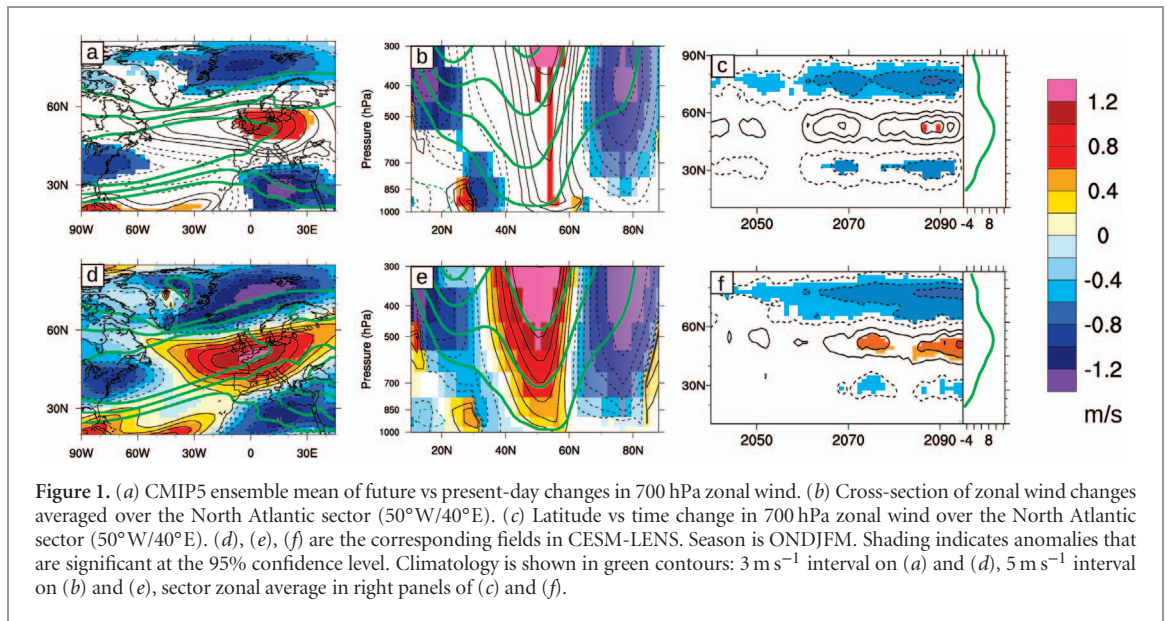 a
60N
30N
90W 60W 30W 0 30E
b
Pressure (hPa)
300
400
500
700
850
1000
20N 40N 60N 80N
c
90N
60N
30N
2050 2070 2090 -4 8
d
60N
30N
90W 60W 30W 0 30E
e
Pressure (hPa)
300
400
500
700
850
1000
20N 40N 60N 80N
f
60N
30N
2050 2070 2090 -4 8
1.2
0.8
0.4
0
-0.4
-0.8
-1.2
m/s
Figure 1. (a) CMIP5 ensemble mean of future vs present-day changes in 700 hPa zonal wind. (b) Cross-section of zonal wind changes
averaged over the North Atlantic sector (50°W/40°E). (c) Latitude vs time change in 700 hPa zonal wind over the North Atlantic
sector (50°W/40°E). (d), (e), (f) are the corresponding fields in CESM-LENS. Season is ONDJFM. Shading indicates anomalies that
are significant at the 95% confidence level. Climatology is shown in green contours: 3 m s⁻¹ interval on (a) and (d), 5 m s⁻¹ interval
on (b) and (e), sector zonal average in right panels of (c) and (f).